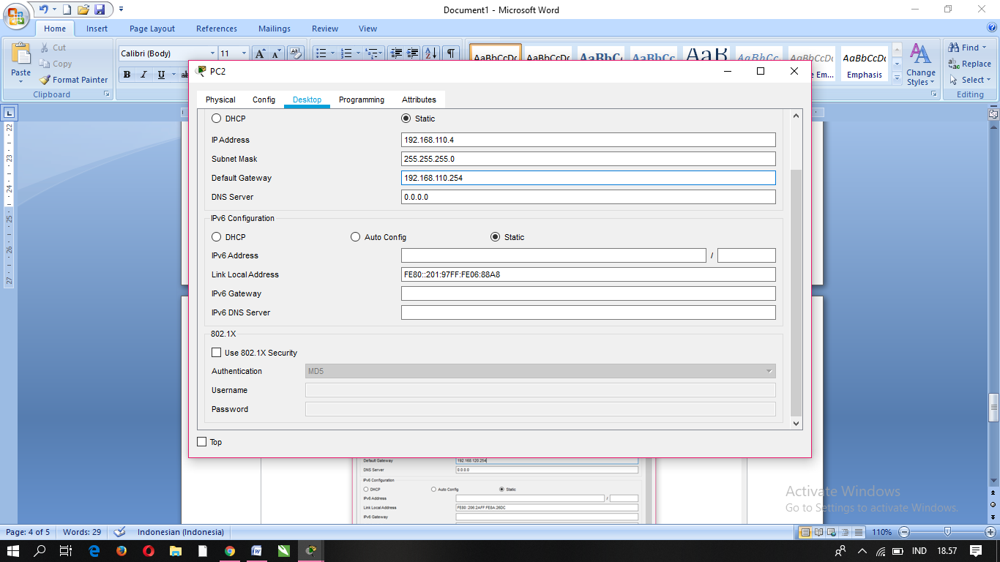 Document1 - Microsoft Word
Home Insert Page Layout References Mailings Review View
Paste
Cut
Copy
Format Painter
Clipboard
Calibri (Body) 11
B I U
AaBbCcDc AaBbCcDc AaBbC AaBbCc AaB AaBbCc. AaBbCcDc AaBbCcDc
Emphasis
Change
Styles
Find
Replace
Select
Editing
PC2
Physical Config Desktop Programming Attributes
DHCP Static
IP Address 192.168.110.4
Subnet Mask 255.255.255.0
Default Gateway 192.168.110.254
DNS Server 0.0.0.0
IPv6 Configuration
DHCP Auto Config Static
IPv6 Address /
Link Local Address FE80::201:97FF:FE06:88A8
IPv6 Gateway
IPv6 DNS Server
802.1X
Use 802.1X Security
Authentication MD5
Username
Password
Top
22
23
24
25
26
27
Default Gateway 192.168.120.254
DNS Server 0.0.0.0
IPv6 Configuration
DHCP Auto Config Static
IPv6 Address /
Link Local Address FE80::206:2AFF:FE8A:26DC
IPv6 Gateway
Activate Windows
Go to Settings to activate Windows.
Page: 4 of 5 Words: 29 Indonesian (Indonesia) 110%
IND 18.57